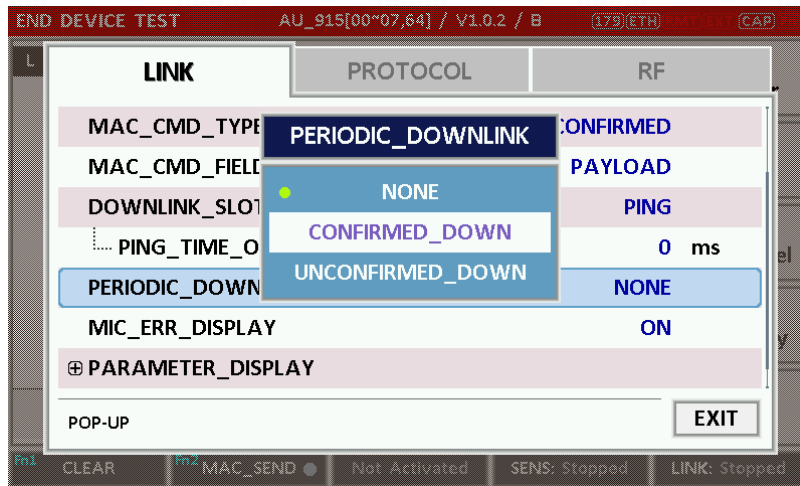 END DEVICE TEST AU_915[00~07,64] / V1.0.2 / B (179)(ETH) (CAP)
L
LINK PROTOCOL RF
MAC_CMD_TYPE CONFIRMED
MAC_CMD_FIELD PAYLOAD
DOWNLINK_SLOT PING
PING_TIME_O 0 ms
PERIODIC_DOWN NONE
MIC_ERR_DISPLAY ON
PARAMETER_DISPLAY
PERIODIC_DOWNLINK
NONE
CONFIRMED_DOWN
UNCONFIRMED_DOWN
POP-UP EXIT
Fn1 CLEAR Fn2 MAC_SEND Not Activated SENS: Stopped LINK: Stopped